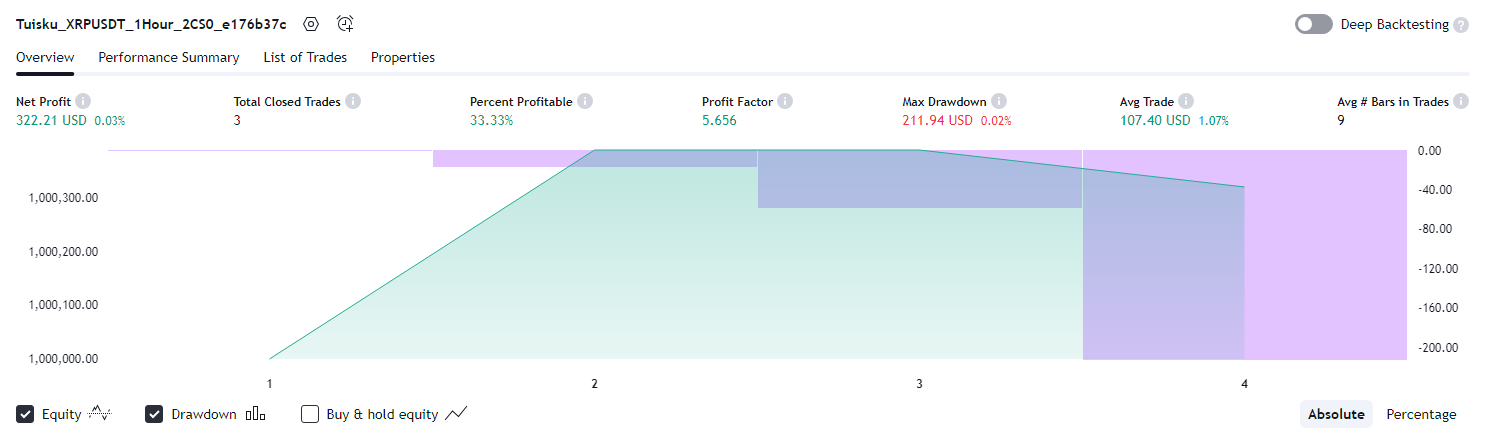 Tuisku_XRPUSDT_1Hour_2CS0_e176b37c Deep Backtesting ?
Overview Performance Summary List of Trades Properties
Net Profit i Total Closed Trades i Percent Profitable i Profit Factor i Max Drawdown i Avg Trade i Avg # Bars in Trades i
322.21 USD 0.03% 3 33.33% 5.656 211.94 USD 0.02% 107.40 USD 1.07% 9
0.00
1,000,300.00 -40.00
-80.00
1,000,200.00 -120.00
1,000,100.00 -160.00
1,000,000.00 -200.00
1 2 3 4
Equity Drawdown Buy & hold equity Absolute Percentage